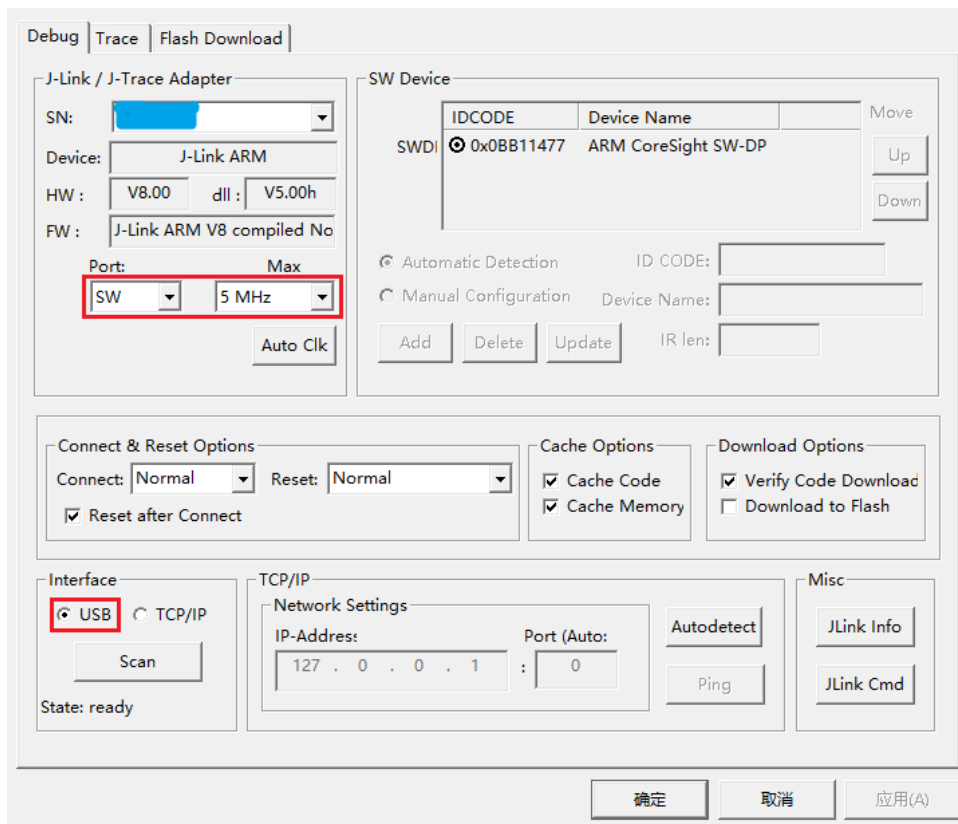 Debug Trace Flash Download
J-Link / J-Trace Adapter
SN:
Device: J-Link ARM
HW : V8.00 dll : V5.00h
FW : J-Link ARM V8 compiled No
Port: Max
SW 5 MHz
Auto Clk
SW Device
IDCODE Device Name
SWDI 0x0BB11477 ARM CoreSight SW-DP
Move
Up
Down
Automatic Detection ID CODE:
Manual Configuration Device Name:
Add Delete Update IR len:
Connect & Reset Options
Connect: Normal Reset: Normal
Reset after Connect
Cache Options
Cache Code
Cache Memory
Download Options
Verify Code Download
Download to Flash
Interface
USB TCP/IP
Scan
State: ready
TCP/IP
Network Settings
IP-Address Port (Auto:
127 . 0 . 0 . 1 : 0
Autodetect
Ping
Misc
JLink Info
JLink Cmd
确定 取消 应用(A)